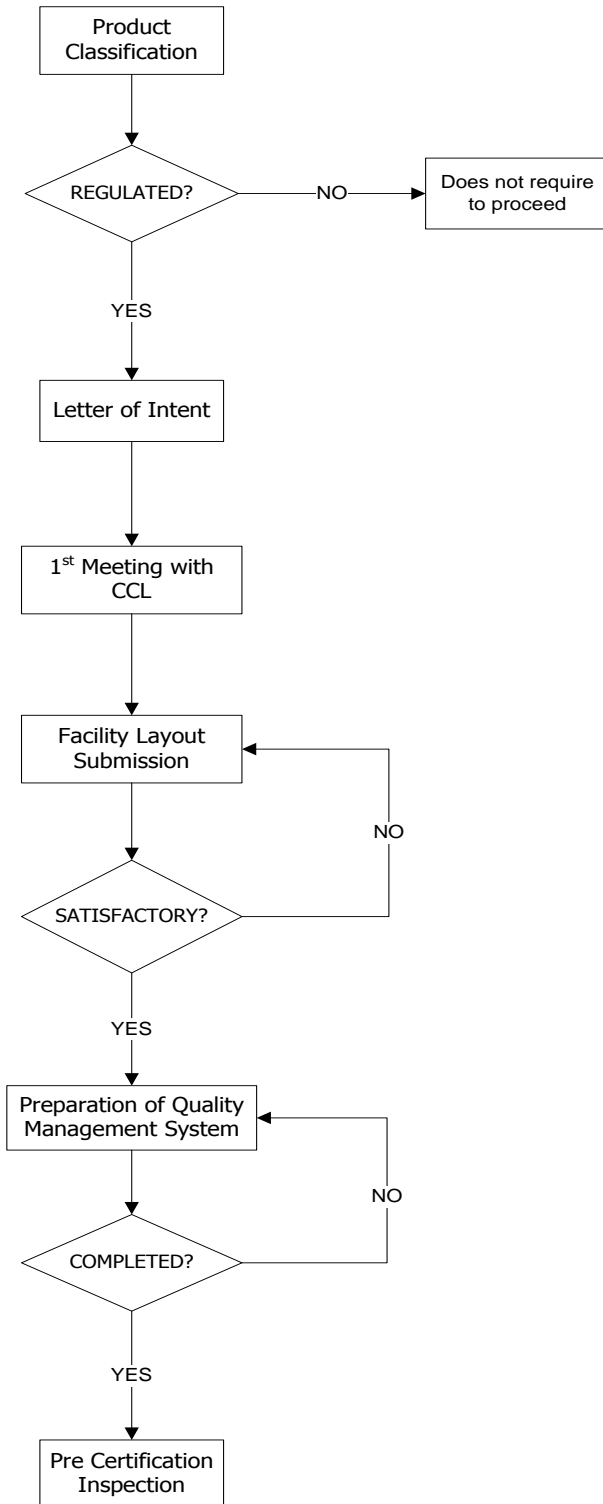 Product
Classification
REGULATED?
NO
Does not require
to proceed
YES
Letter of Intent
1st Meeting with
CCL
Facility Layout
Submission
NO
SATISFACTORY?
YES
Preparation of Quality
Management System
NO
COMPLETED?
YES
Pre Certification
Inspection